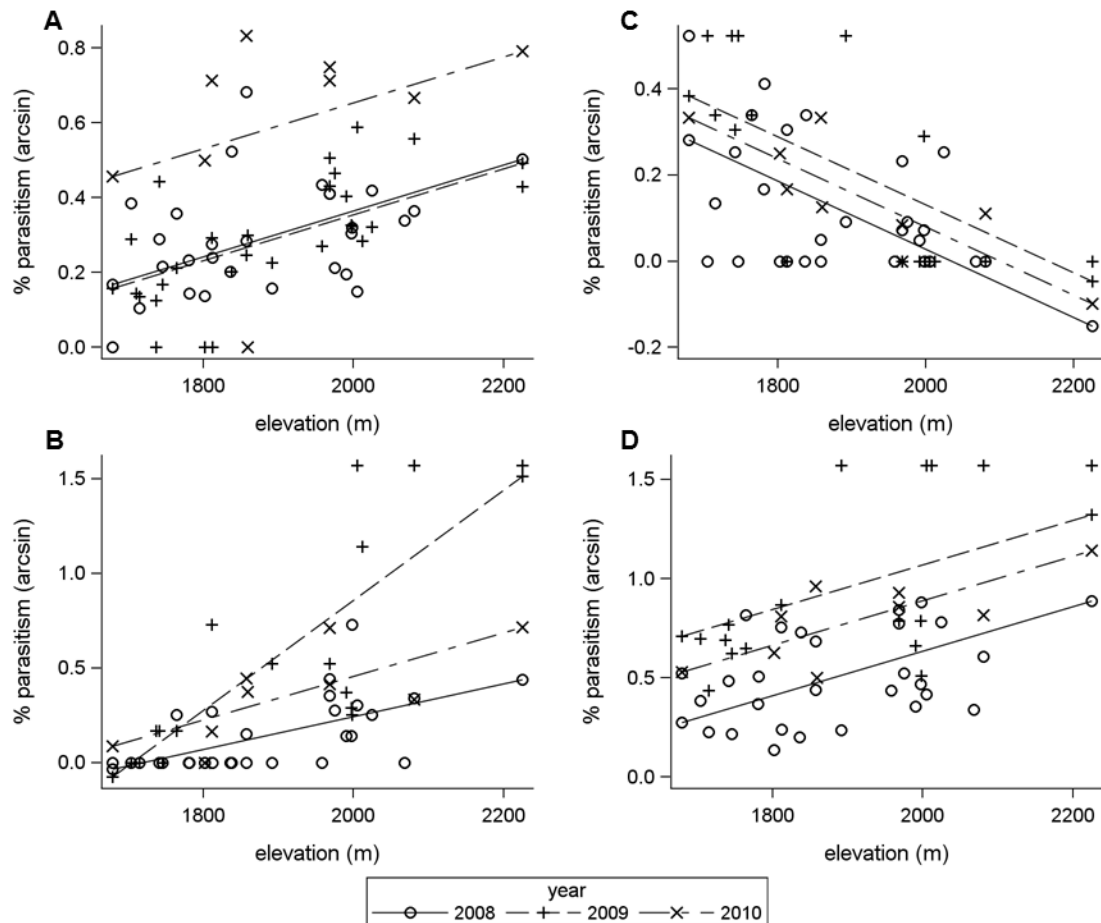 A
% parasitism (arcsin)
0.8
0.6
0.4
0.2
0.0
1800 2000 2200
elevation (m)
C
% parasitism (arcsin)
0.4
0.2
0.0
-0.2
1800 2000 2200
elevation (m)
B
% parasitism (arcsin)
1.5
1.0
0.5
0.0
1800 2000 2200
elevation (m)
D
% parasitism (arcsin)
1.5
1.0
0.5
0.0
1800 2000 2200
elevation (m)
year
2008 2009 2010